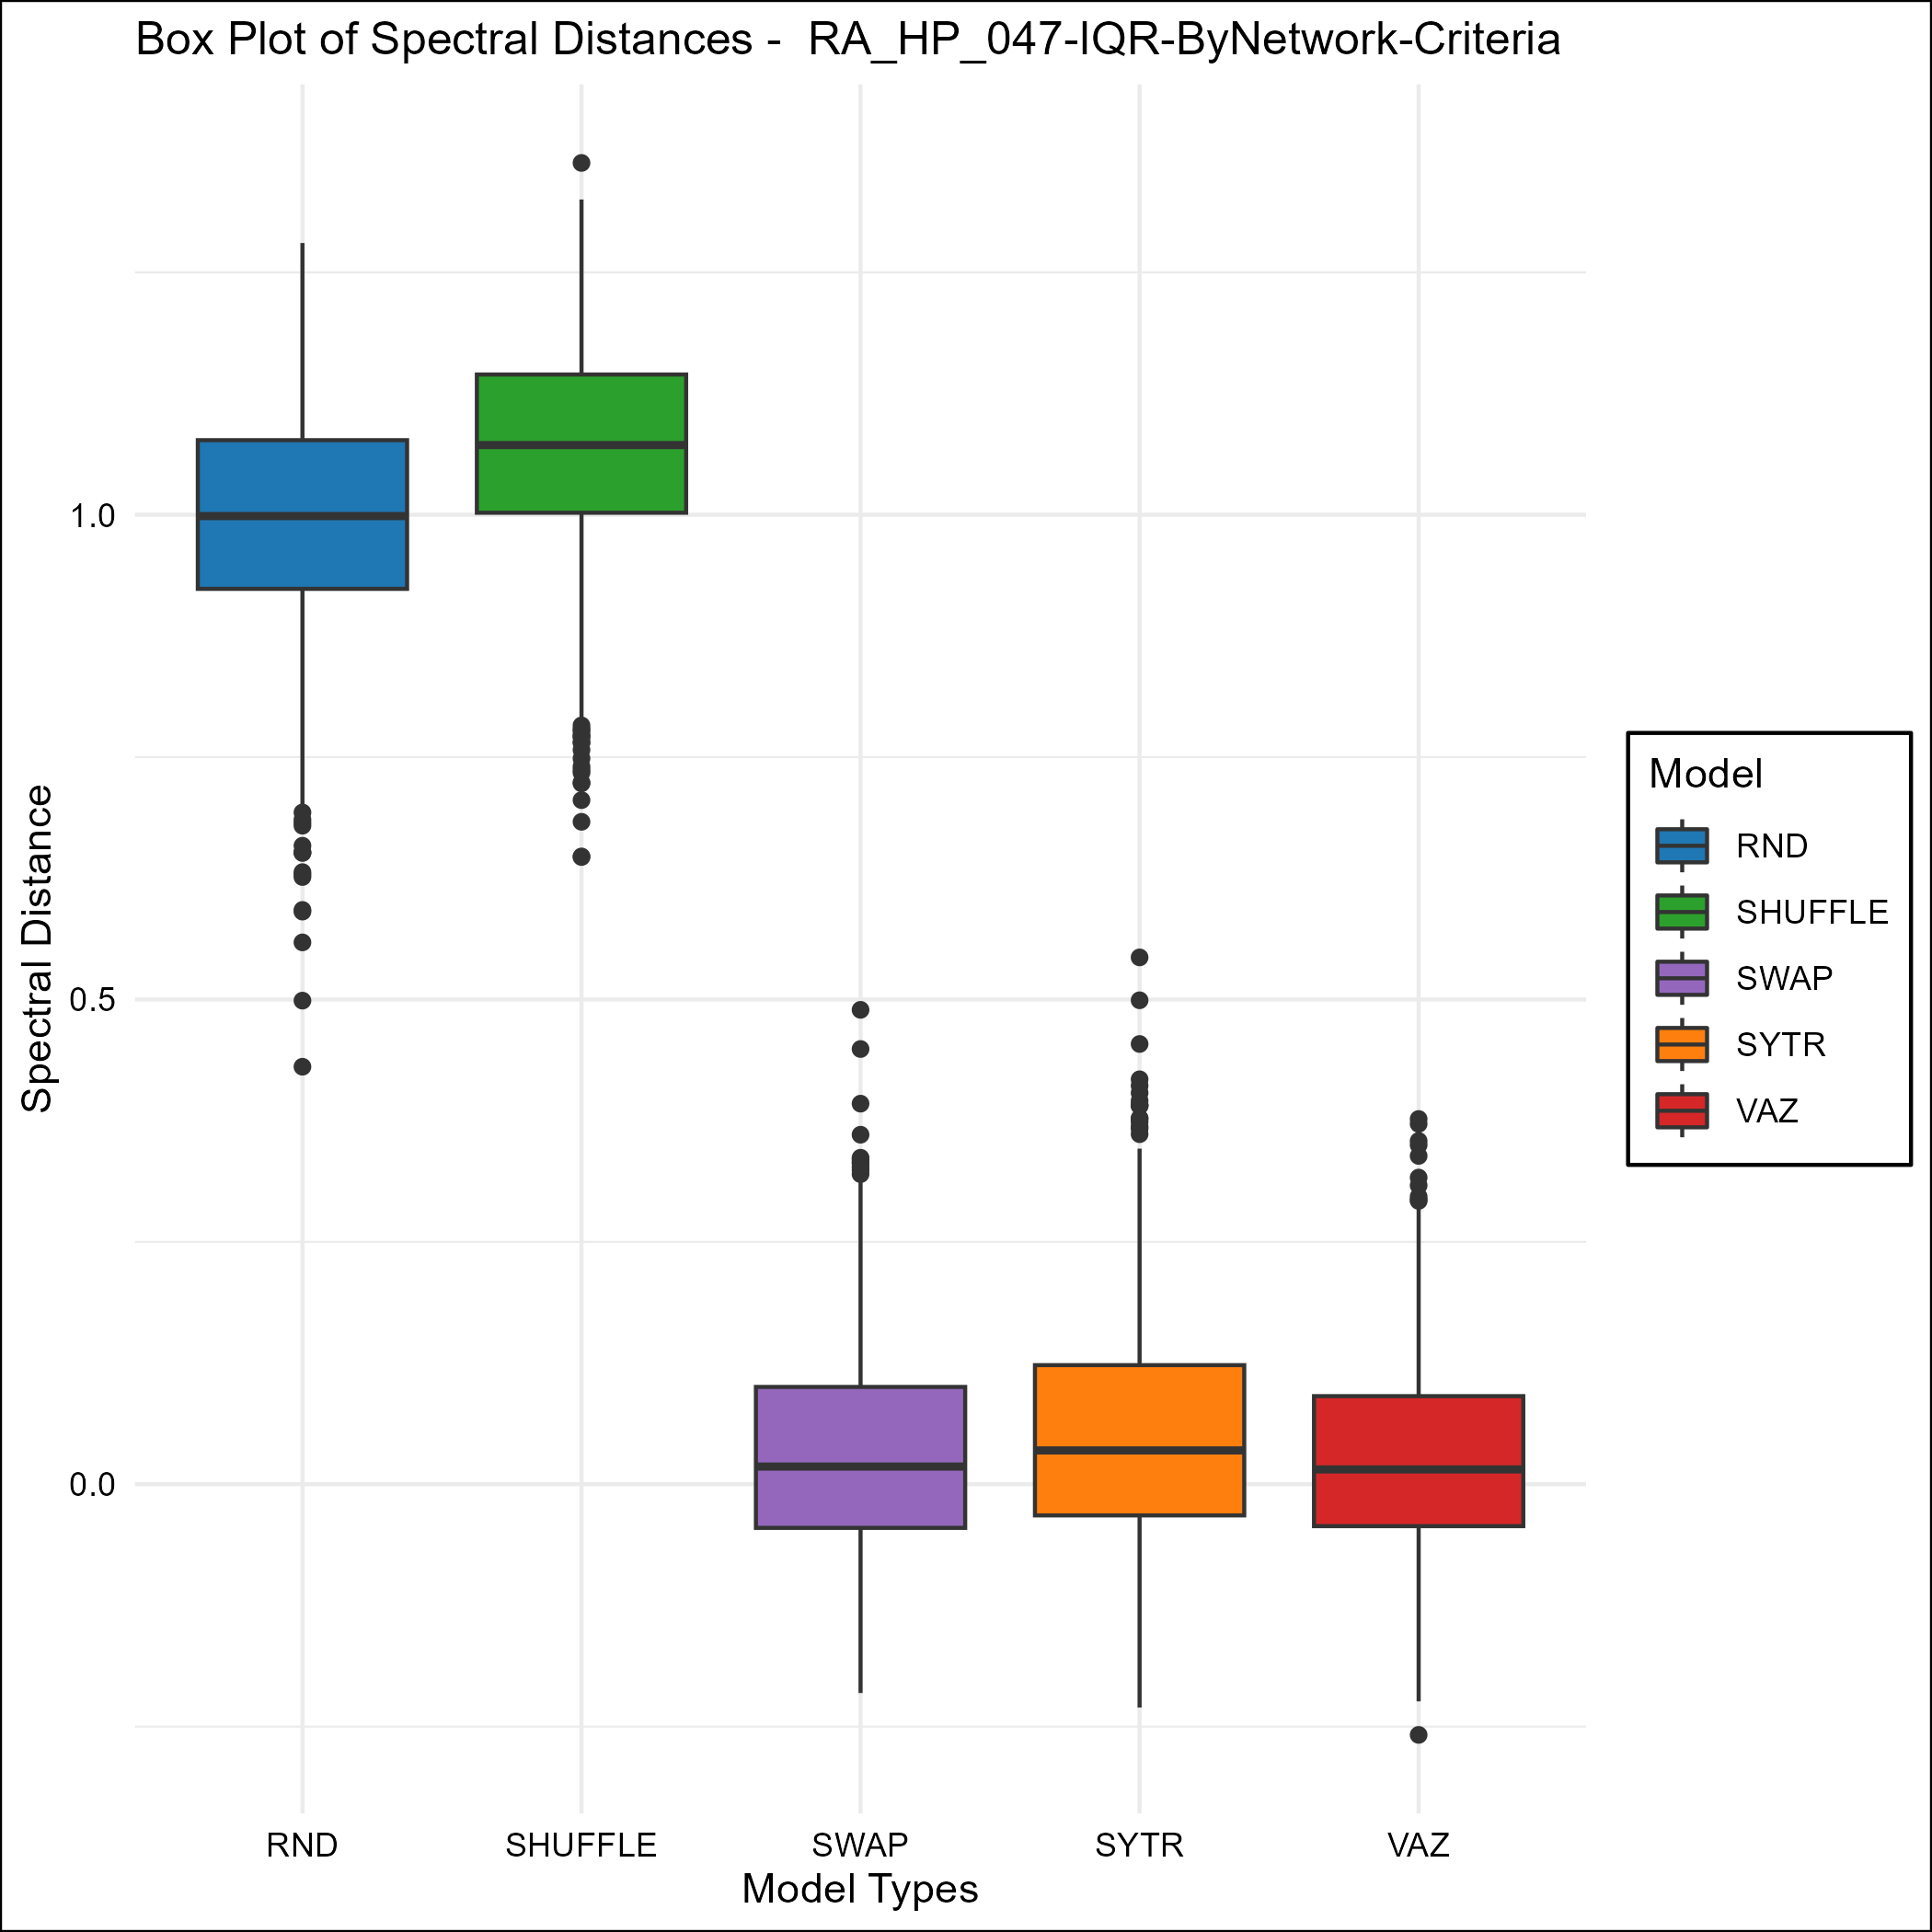 Box Plot of Spectral Distances -  RA_HP_047-IQR-ByNetwork-Criteria
Spectral Distance
1.0
0.5
0.0
RND
SHUFFLE
SWAP
SYTR
VAZ
Model Types
Model
RND
SHUFFLE
SWAP
SYTR
VAZ